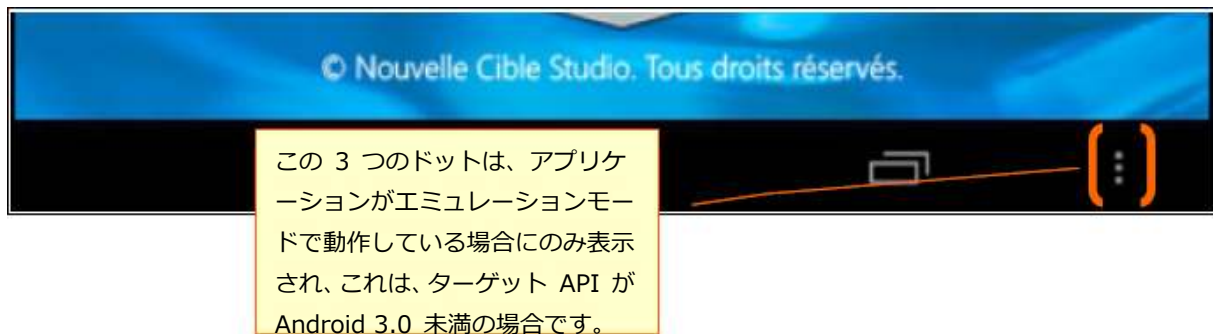 © Nouvelle Cible Studio. Tous droits réservés.
この 3 つのドットは、アプリケ
ーションがエミュレーションモー
ドで動作している場合にのみ表示
され、これは、ターゲット API が
Android 3.0 未満の場合です。